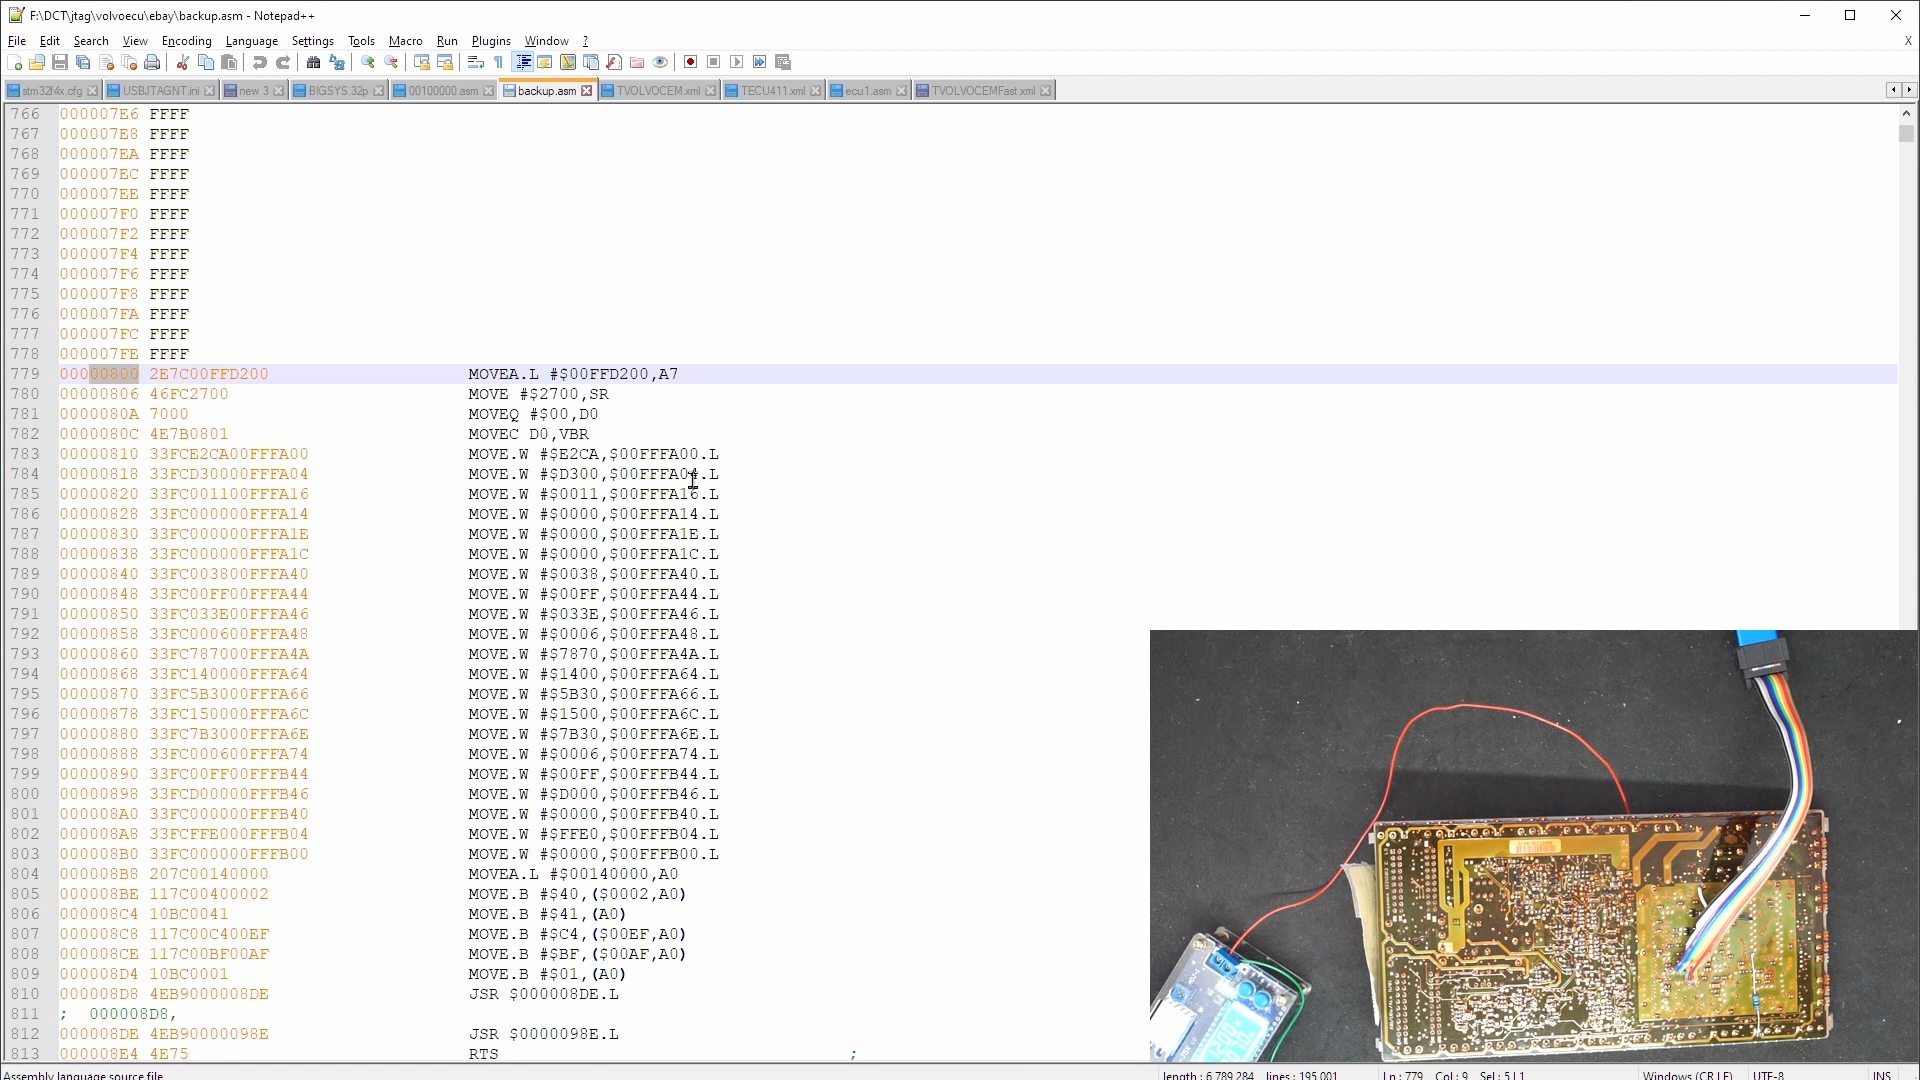 F:\DCT\jtag\volvoecu\ebay\backup.asm - Notepad++
File Edit Search View Encoding Language Settings Tools Macro Run Plugins Window ? X
stm32f4x.cfg USBJTAGNT.ini new 3 BIGSYS.32p 00100000.asm backup.asm TVOLVOCEM.xml TECU411.xml ecu1.asm TVOLVOCEMFast.xml
766 000007E6 FFFF
767 000007E8 FFFF
768 000007EA FFFF
769 000007EC FFFF
770 000007EE FFFF
771 000007F0 FFFF
772 000007F2 FFFF
773 000007F4 FFFF
774 000007F6 FFFF
775 000007F8 FFFF
776 000007FA FFFF
777 000007FC FFFF
778 000007FE FFFF
779 00000800 2E7C00FFD200 MOVEA.L #$00FFD200,A7
780 00000806 46FC2700 MOVE #$2700,SR
781 0000080A 7000 MOVEQ #$00,D0
782 0000080C 4E7B0801 MOVEC D0,VBR
783 00000810 33FCE2CA00FFFA00 MOVE.W #$E2CA,$00FFFA00.L
784 00000818 33FCD30000FFFA04 MOVE.W #$D300,$00FFFA04.L
785 00000820 33FC001100FFFA16 MOVE.W #$0011,$00FFFA16.L
786 00000828 33FC000000FFFA14 MOVE.W #$0000,$00FFFA14.L
787 00000830 33FC000000FFFA1E MOVE.W #$0000,$00FFFA1E.L
788 00000838 33FC000000FFFA1C MOVE.W #$0000,$00FFFA1C.L
789 00000840 33FC003800FFFA40 MOVE.W #$0038,$00FFFA40.L
790 00000848 33FC00FF00FFFA44 MOVE.W #$00FF,$00FFFA44.L
791 00000850 33FC033E00FFFA46 MOVE.W #$033E,$00FFFA46.L
792 00000858 33FC000600FFFA48 MOVE.W #$0006,$00FFFA48.L
793 00000860 33FC787000FFFA4A MOVE.W #$7870,$00FFFA4A.L
794 00000868 33FC140000FFFA64 MOVE.W #$1400,$00FFFA64.L
795 00000870 33FC5B3000FFFA66 MOVE.W #$5B30,$00FFFA66.L
796 00000878 33FC150000FFFA6C MOVE.W #$1500,$00FFFA6C.L
797 00000880 33FC7B3000FFFA6E MOVE.W #$7B30,$00FFFA6E.L
798 00000888 33FC000600FFFA74 MOVE.W #$0006,$00FFFA74.L
799 00000890 33FC00FF00FFFB44 MOVE.W #$00FF,$00FFFB44.L
800 00000898 33FCD00000FFFB46 MOVE.W #$D000,$00FFFB46.L
801 000008A0 33FC000000FFFB40 MOVE.W #$0000,$00FFFB40.L
802 000008A8 33FCFFE000FFFB04 MOVE.W #$FFE0,$00FFFB04.L
803 000008B0 33FC000000FFFB00 MOVE.W #$0000,$00FFFB00.L
804 000008B8 207C00140000 MOVEA.L #$00140000,A0
805 000008BE 117C00400002 MOVE.B #$40,($0002,A0)
806 000008C4 10BC0041 MOVE.B #$41,(A0)
807 000008C8 117C00C400EF MOVE.B #$C4,($00EF,A0)
808 000008CE 117C00BF00AF MOVE.B #$BF,($00AF,A0)
809 000008D4 10BC0001 MOVE.B #$01,(A0)
810 000008D8 4EB9000008DE JSR $000008DE.L
811 ; 000008D8,
812 000008DE 4EB90000098E JSR $0000098E.L
813 000008E4 4E75 RTS ;
Assembly language source file length : 6,789,284 lines : 195,001 Ln : 779 Col : 9 Sel : 5 | 1 Windows (CR LF) UTF-8 INS